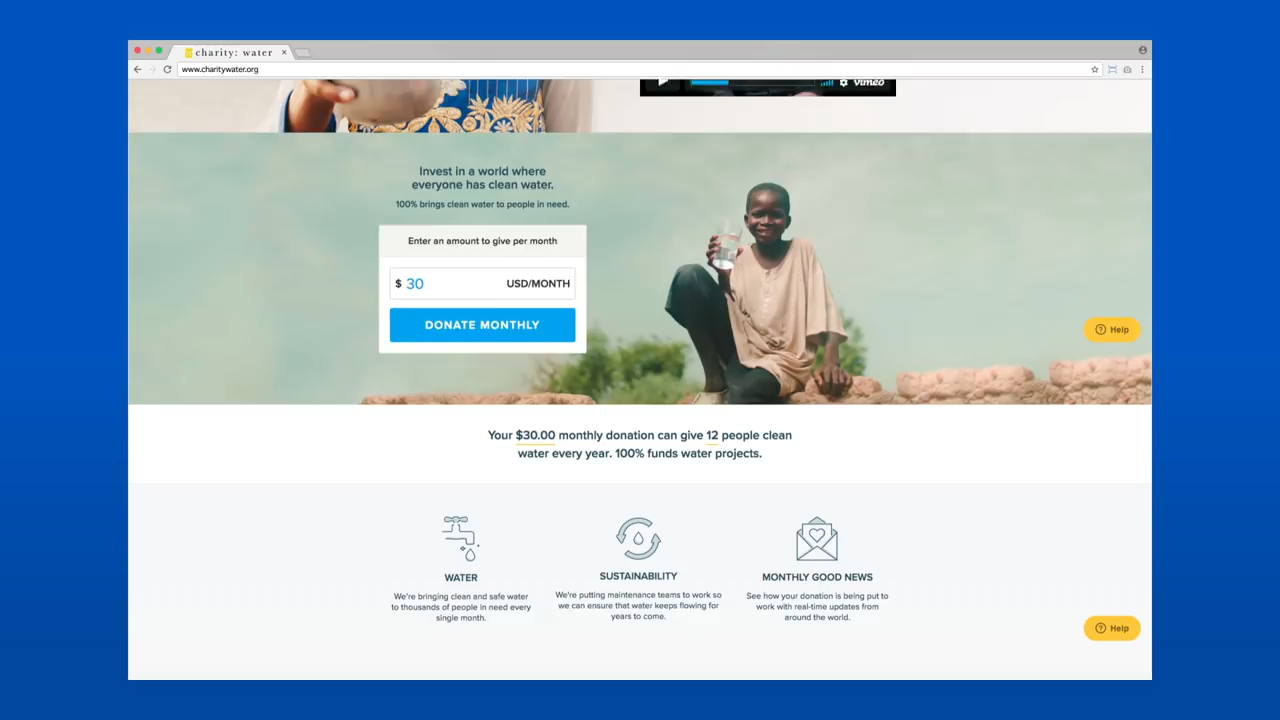 charity: water
www.charitywater.org
vimeo
Invest in a world where
everyone has clean water.
100% brings clean water to people in need.
Enter an amount to give per month
$ 30 USD/MONTH
DONATE MONTHLY
Help
Your $30.00 monthly donation can give 12 people clean
water every year. 100% funds water projects.
WATER
We're bringing clean and safe water
to thousands of people in need every
single month.
SUSTAINABILITY
We're putting maintenance teams to work so
we can ensure that water keeps flowing for
years to come.
MONTHLY GOOD NEWS
See how your donation is being put to
work with real-time updates from
around the world.
Help